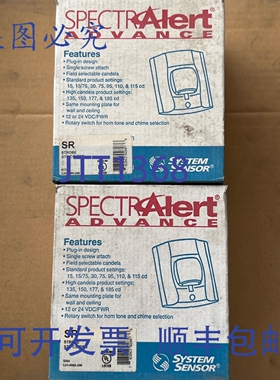 是图必究
SPECTRAlert®
ADVANCE
Features
• Plug-in design
• Single screw attach
• Field selectable candela
• Standard product settings:
15, 15/75, 30, 75, 95, 110, & 115 cd
• High candela product settings:
135, 150, 177, & 185 cd
• Same mounting plate for
wall and ceiling
• 12 or 24 VDC/FWR
• Rotary switch for horn tone and chime selection
SR
STROBE
SYSTEM
SENSOR®
SPECTRAlert®
ADVANCE
Features
• Plug-in design
• Single screw attach
• Field selectable candela
• Standard product settings:
15, 15/75, 30, 75, 95, 110, & 115 cd
• High candela product settings:
135, 150, 177, & 185 cd
• Same mounting plate for
wall and ceiling
• 12 or 24 VDC/FWR
• Rotary switch for horn tone and chime selection
SR
可开发票 顺丰包邮
SYSTEM
SENSOR®